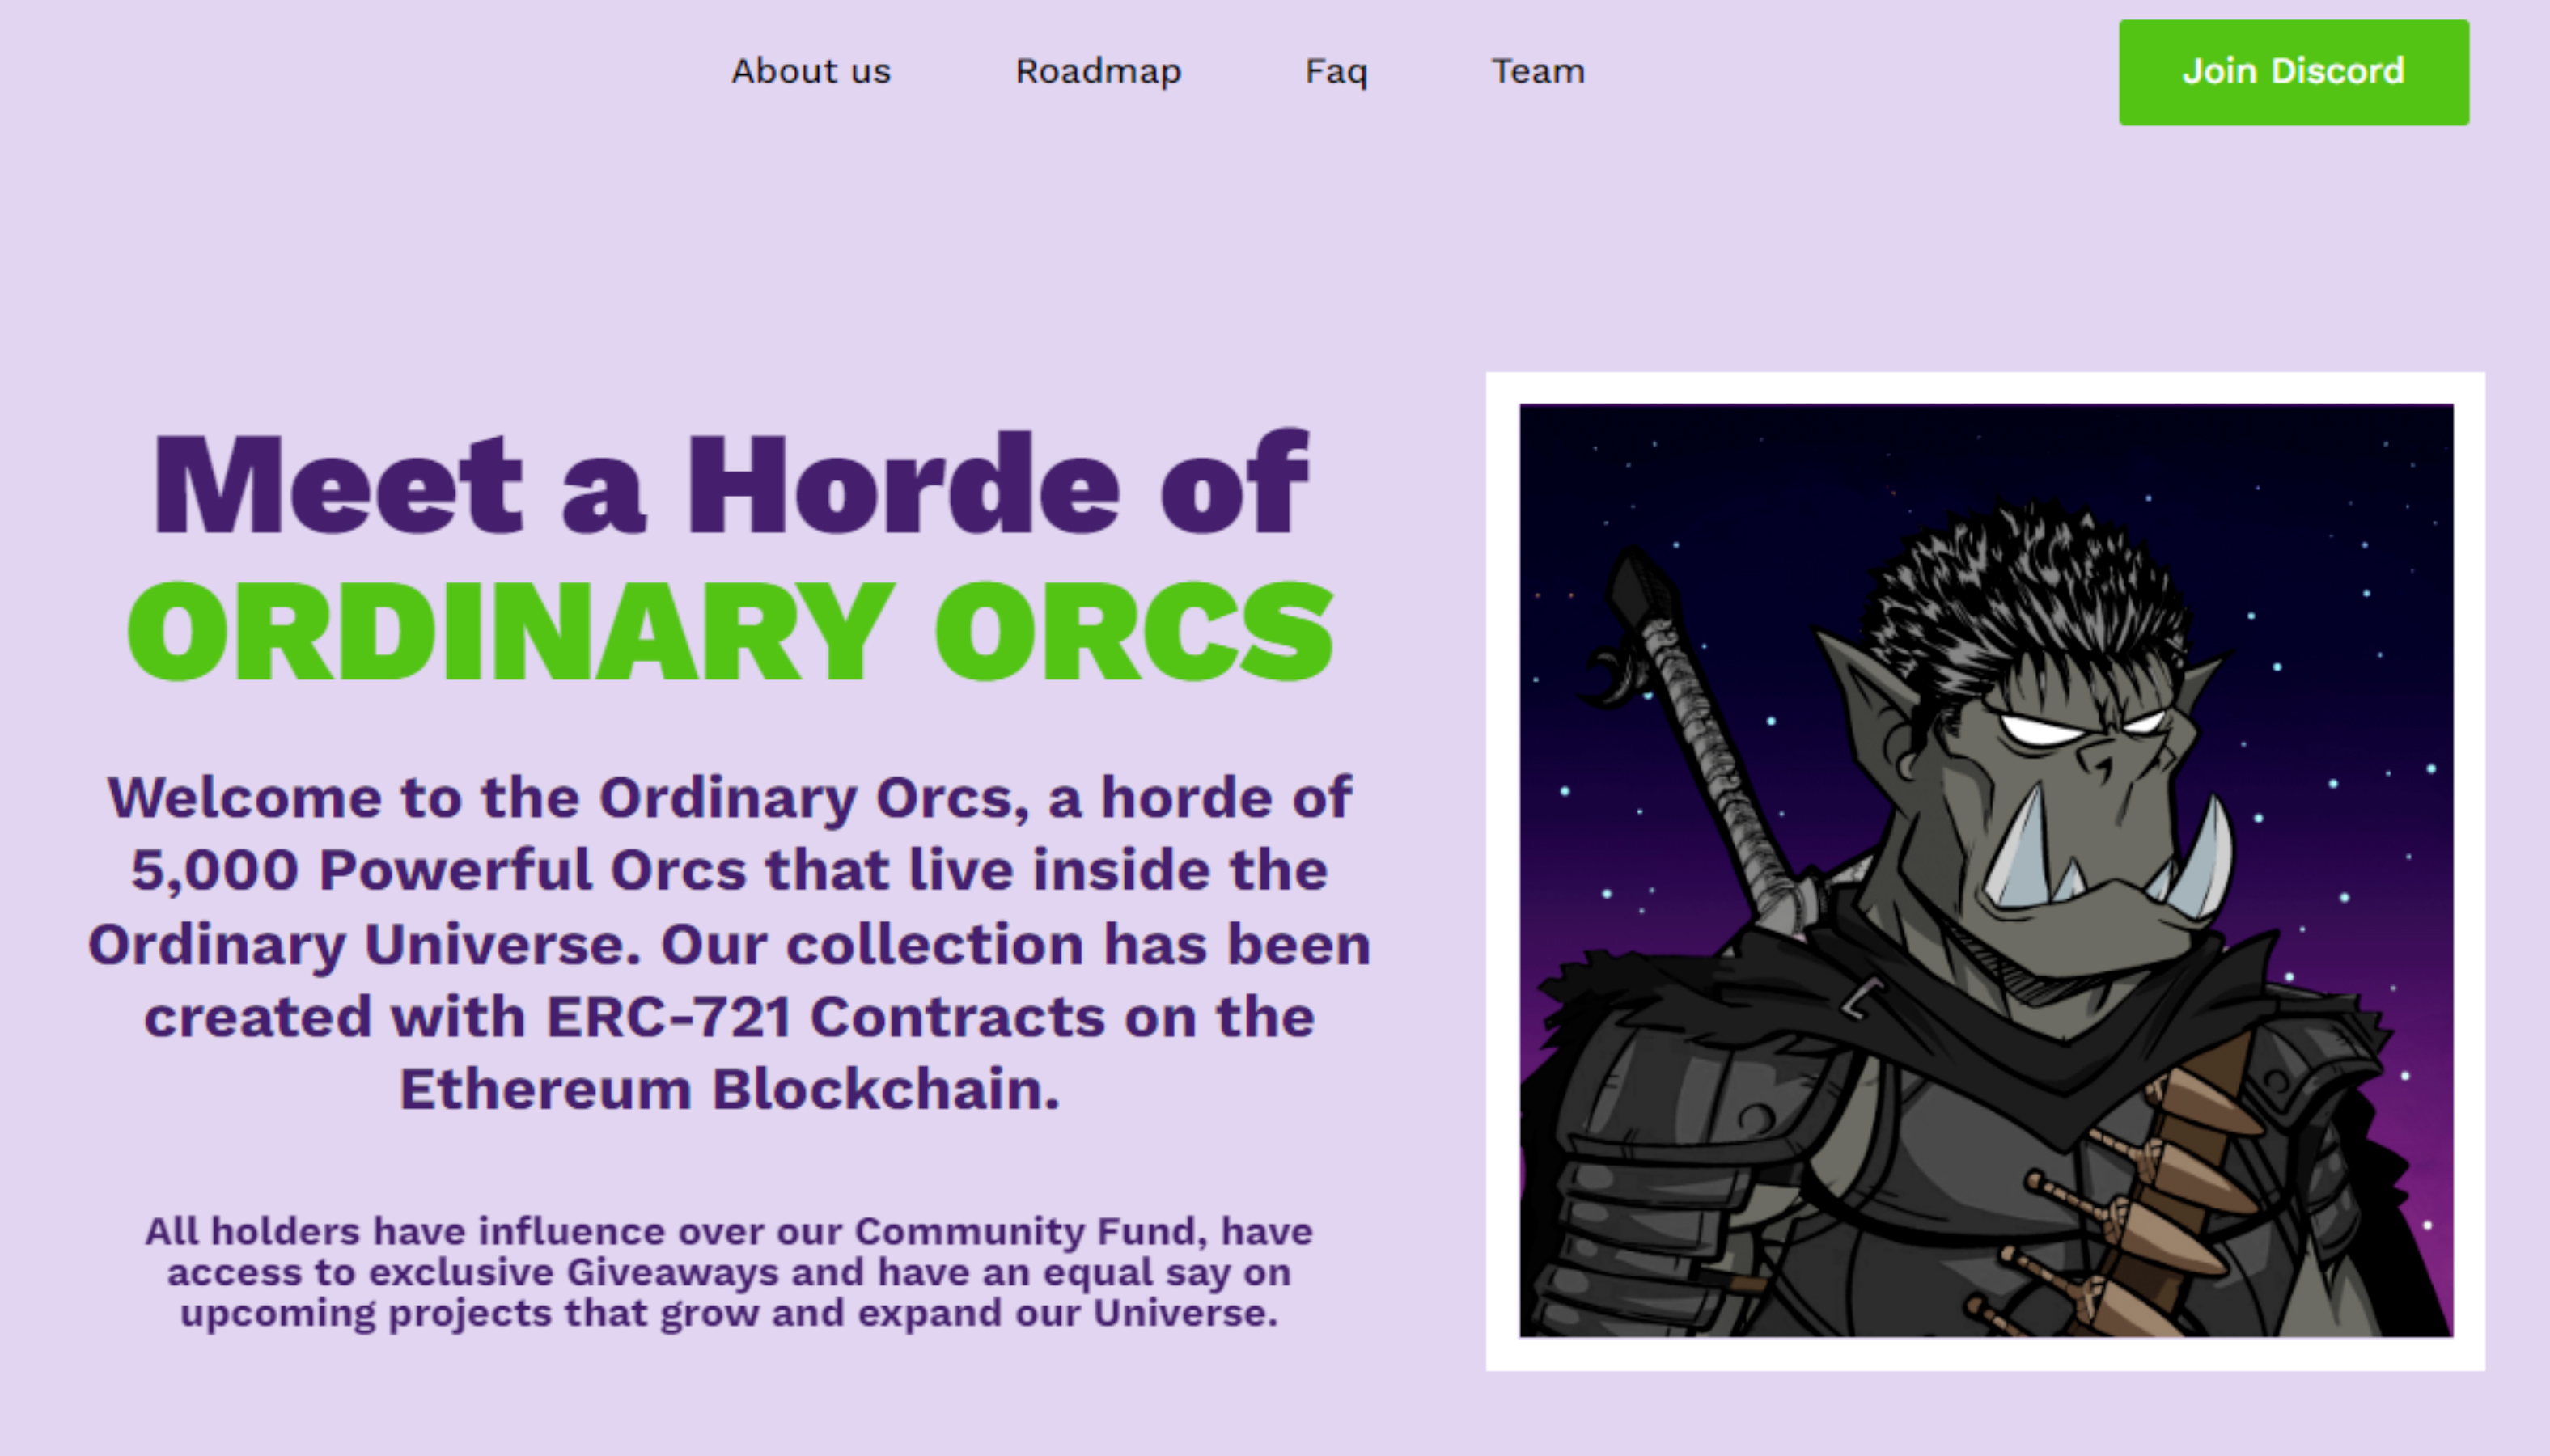 About us Roadmap Faq Team Join Discord
Meet a Horde of
ORDINARY ORCS
Welcome to the Ordinary Orcs, a horde of
5,000 Powerful Orcs that live inside the
Ordinary Universe. Our collection has been
created with ERC-721 Contracts on the
Ethereum Blockchain.
All holders have influence over our Community Fund, have
access to exclusive Giveaways and have an equal say on
upcoming projects that grow and expand our Universe.